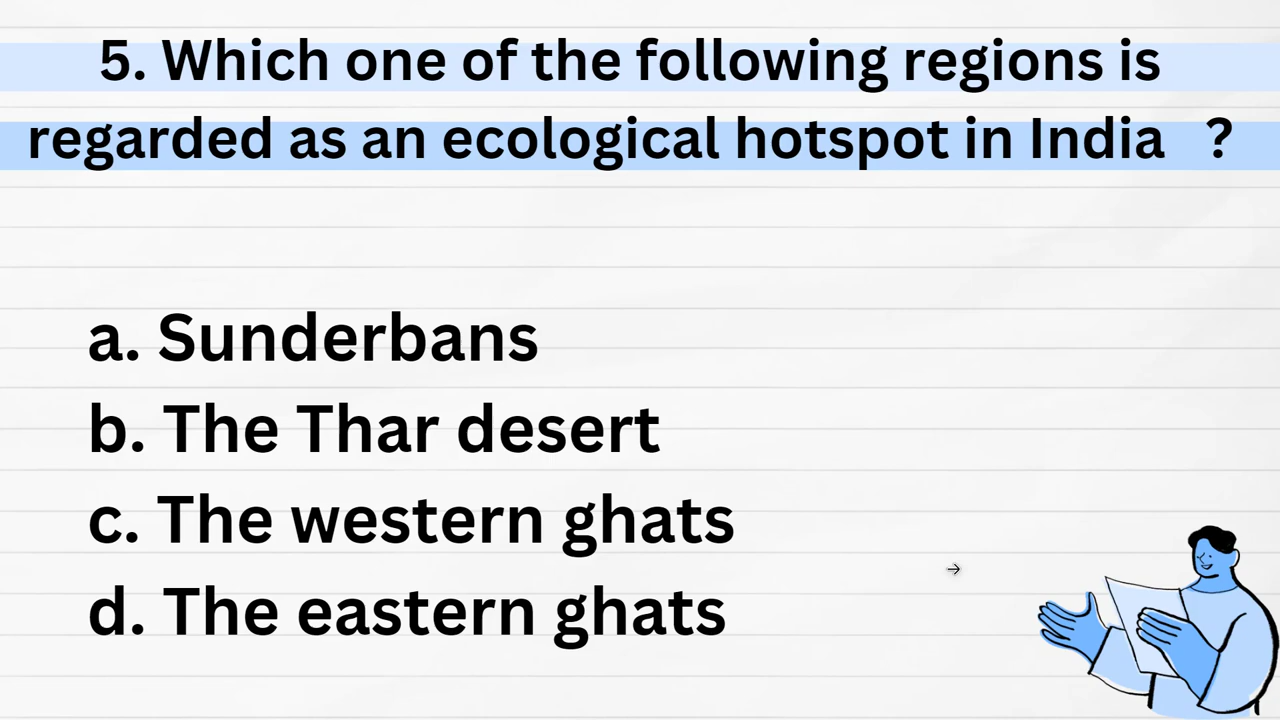 5. Which one of the following regions is
regarded as an ecological hotspot in India ?
a. Sunderbans
b. The Thar desert
c. The western ghats
d. The eastern ghats